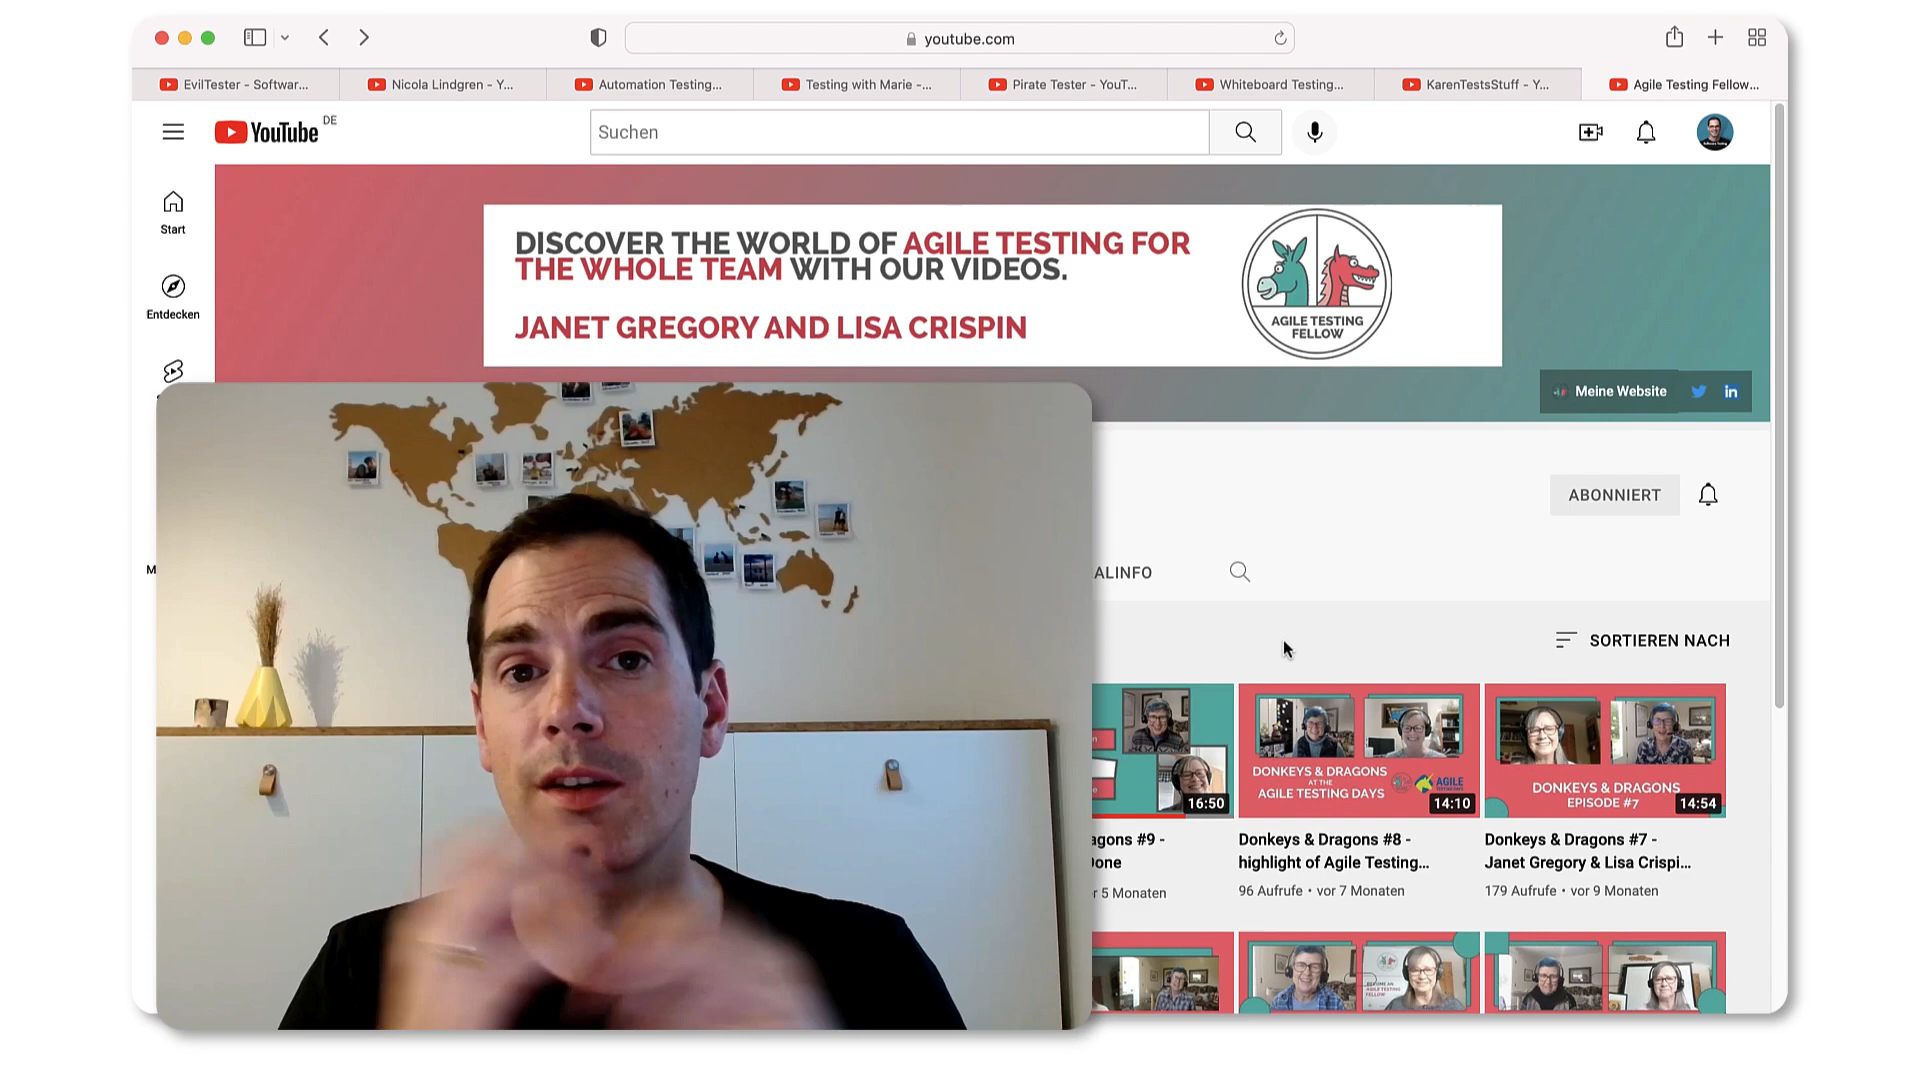 youtube.com
EvilTester - Softwar...
Nicola Lindgren - Y...
Automation Testing...
Testing with Marie -...
Pirate Tester - YouT...
Whiteboard Testing...
KarenTestsStuff - Y...
Agile Testing Fellow...
YouTube DE
Suchen
Start
Entdecken
DISCOVER THE WORLD OF AGILE TESTING FOR
THE WHOLE TEAM WITH OUR VIDEOS.
JANET GREGORY AND LISA CRISPIN
AGILE TESTING
FELLOW
Meine Website
in
ABONNIERT
M
ALINFO
SORTIEREN NACH
16:50
DONKEYS & DRAGONS
AT THE
AGILE TESTING DAYS
AGILE
14:10
DONKEYS & DRAGONS
EPISODE #7
14:54
agons #9 -
one
r 5 Monaten
Donkeys & Dragons #8 -
highlight of Agile Testing...
96 Aufrufe • vor 7 Monaten
Donkeys & Dragons #7 -
Janet Gregory & Lisa Crispi...
179 Aufrufe • vor 9 Monaten